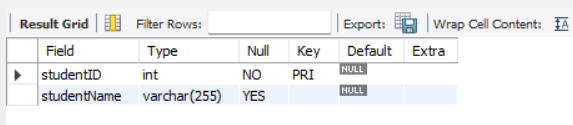 Result Grid Filter Rows: Export: Wrap Cell Content: IA
Field Type Null Key Default Extra
studentID int NO PRI NULL
studentName varchar(255) YES NULL